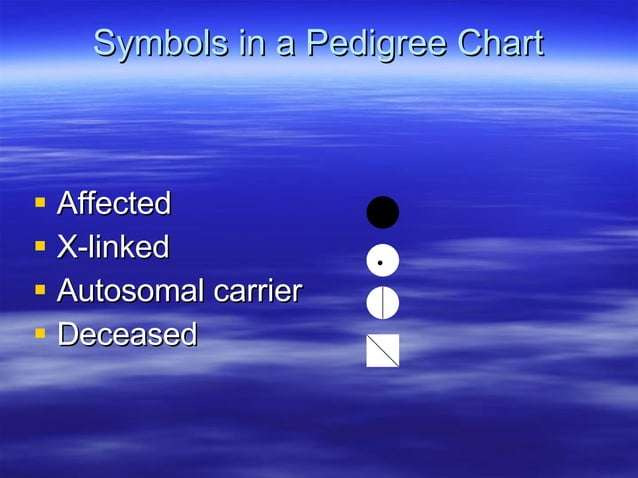 Symbols in a Pedigree Chart
Affected
X-linked
Autosomal carrier
Deceased